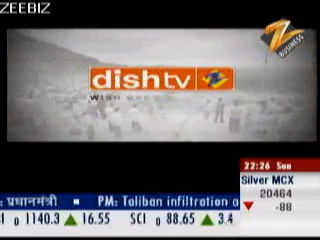 ZEEBIZ
BUSINESS
dishtv
WISH
22:26 Sun
Silver MCX
20464
-88
: प्रधानमंत्री ■ PM: Taliban infiltration a
1140.3 ▲ 16.55 SCI 88.65 ▲ 3.4